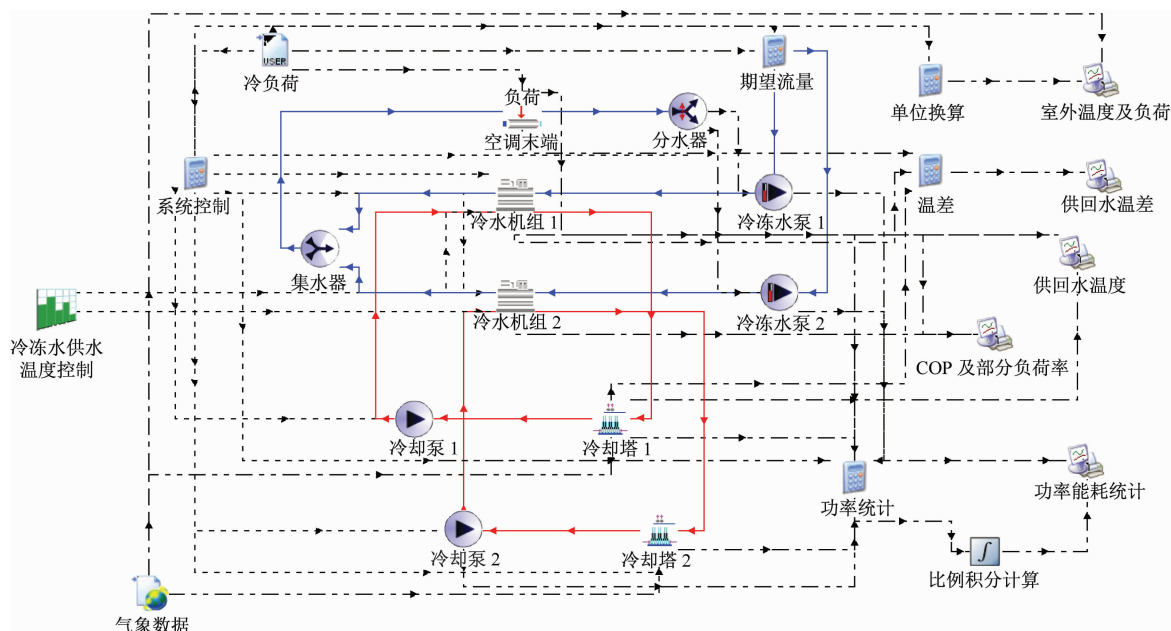 USER
冷负荷
期望流量
单位换算
室外温度及负荷
负荷
空调末端
分水器
系统控制
温差
供回水温差
冷水机组 1
冷冻水泵 1
集水器
供回水温度
冷水机组 2
冷冻水泵 2
冷冻水供水
温度控制
COP 及部分负荷率
冷却泵 1
冷却塔 1
功率统计
功率能耗统计
冷却泵 2
冷却塔 2
比例积分计算
气象数据